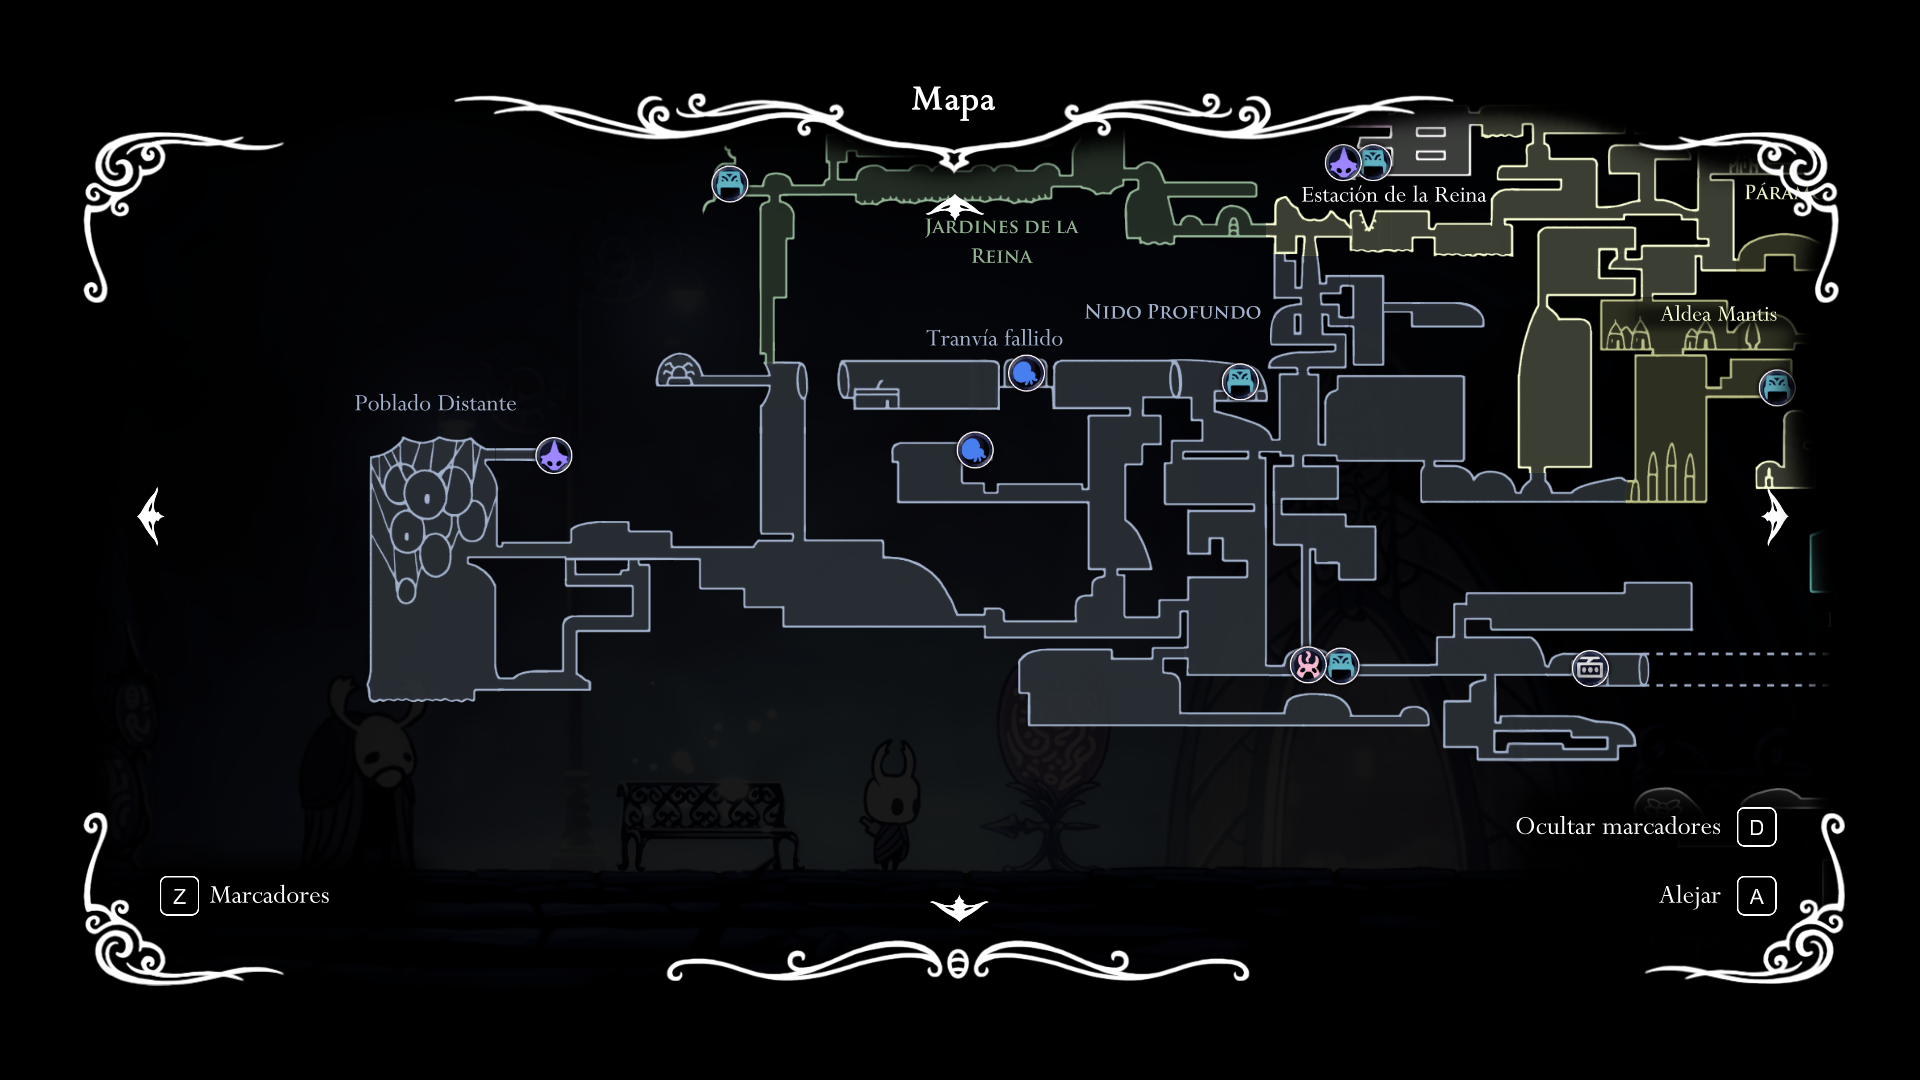 Mapa
Estación de la Reina
JARDINES DE LA
REINA
NIDO PROFUNDO
Aldea Mantis
Tranvía fallido
Poblado Distante
Ocultar marcadores D
Z Marcadores
Alejar A